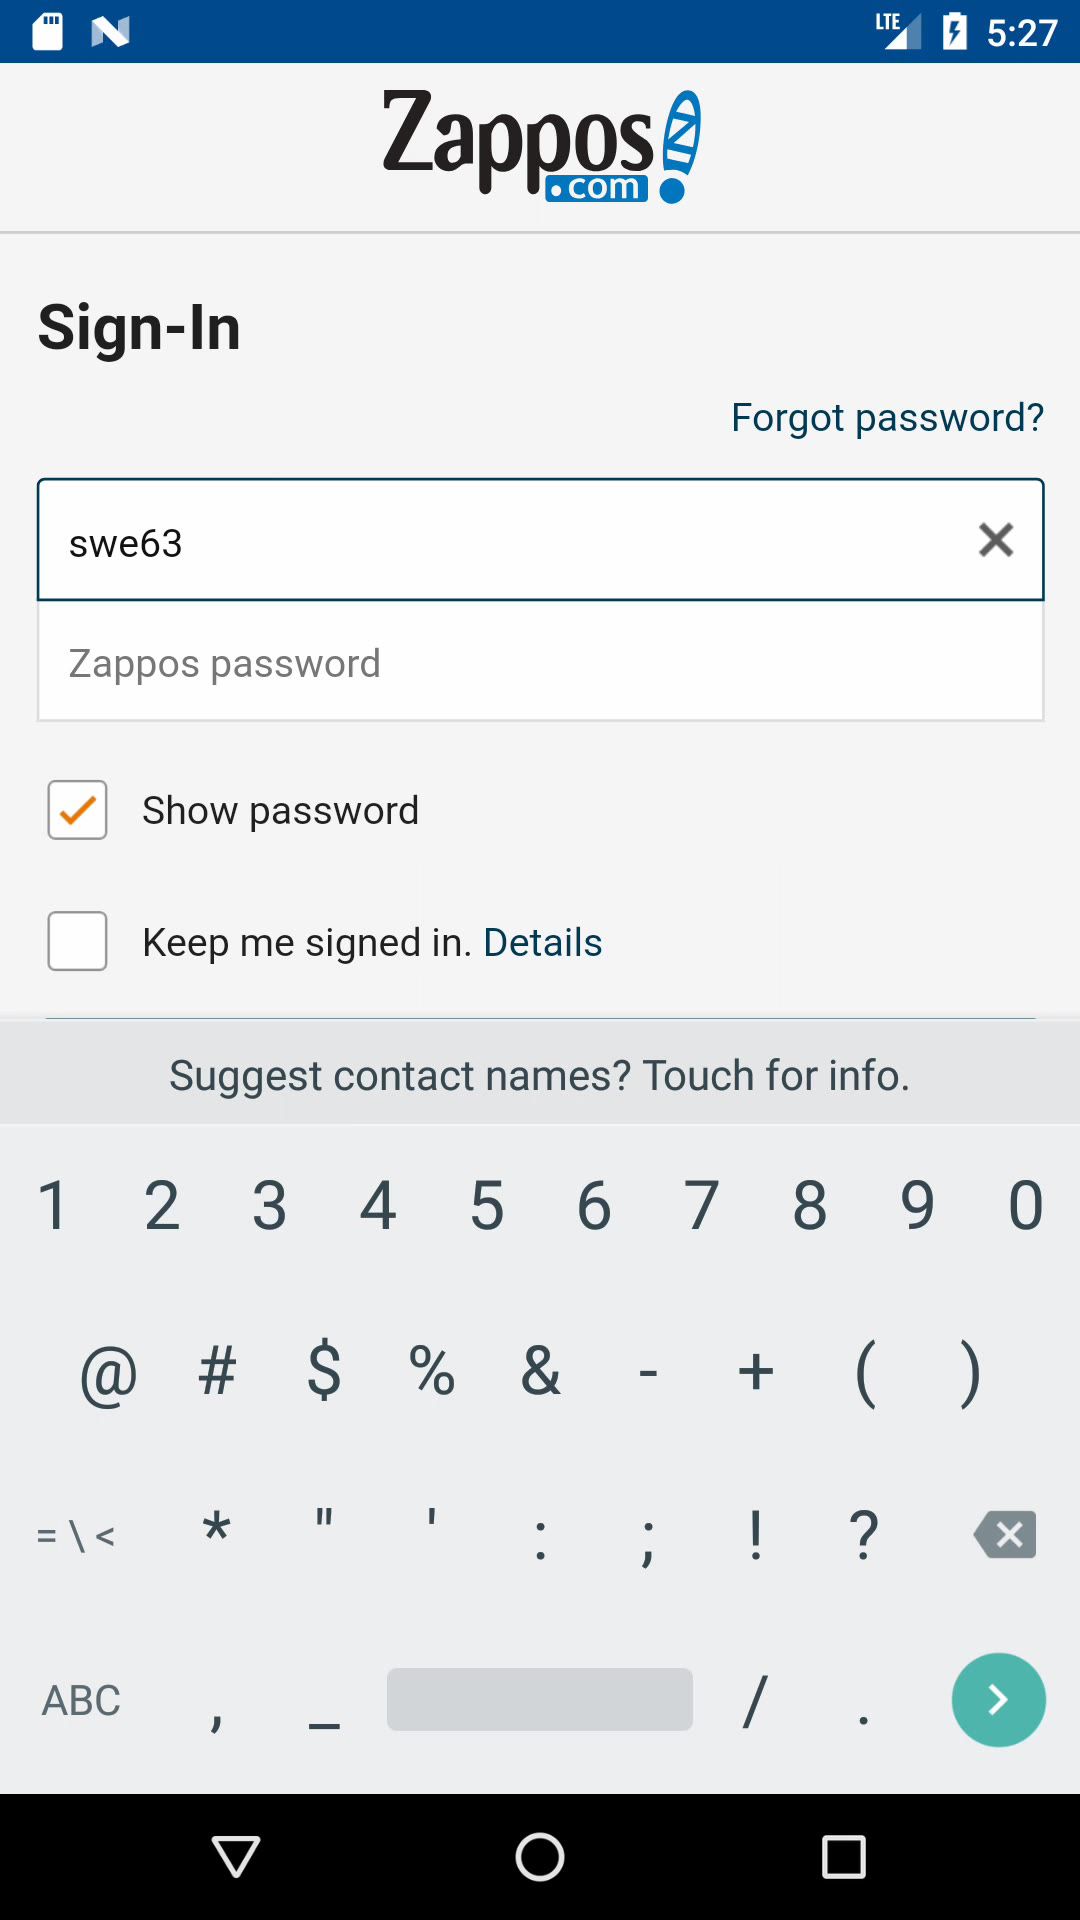 LTE 5:27
Zappos
.com
Sign-In
Forgot password?
swe63
Zappos password
Show password
Keep me signed in. Details
Suggest contact names? Touch for info.
1 2 3 4 5 6 7 8 9 0
@ # $ % & - + ( )
= \ < * " ' : ; ! ?
ABC , _ / .